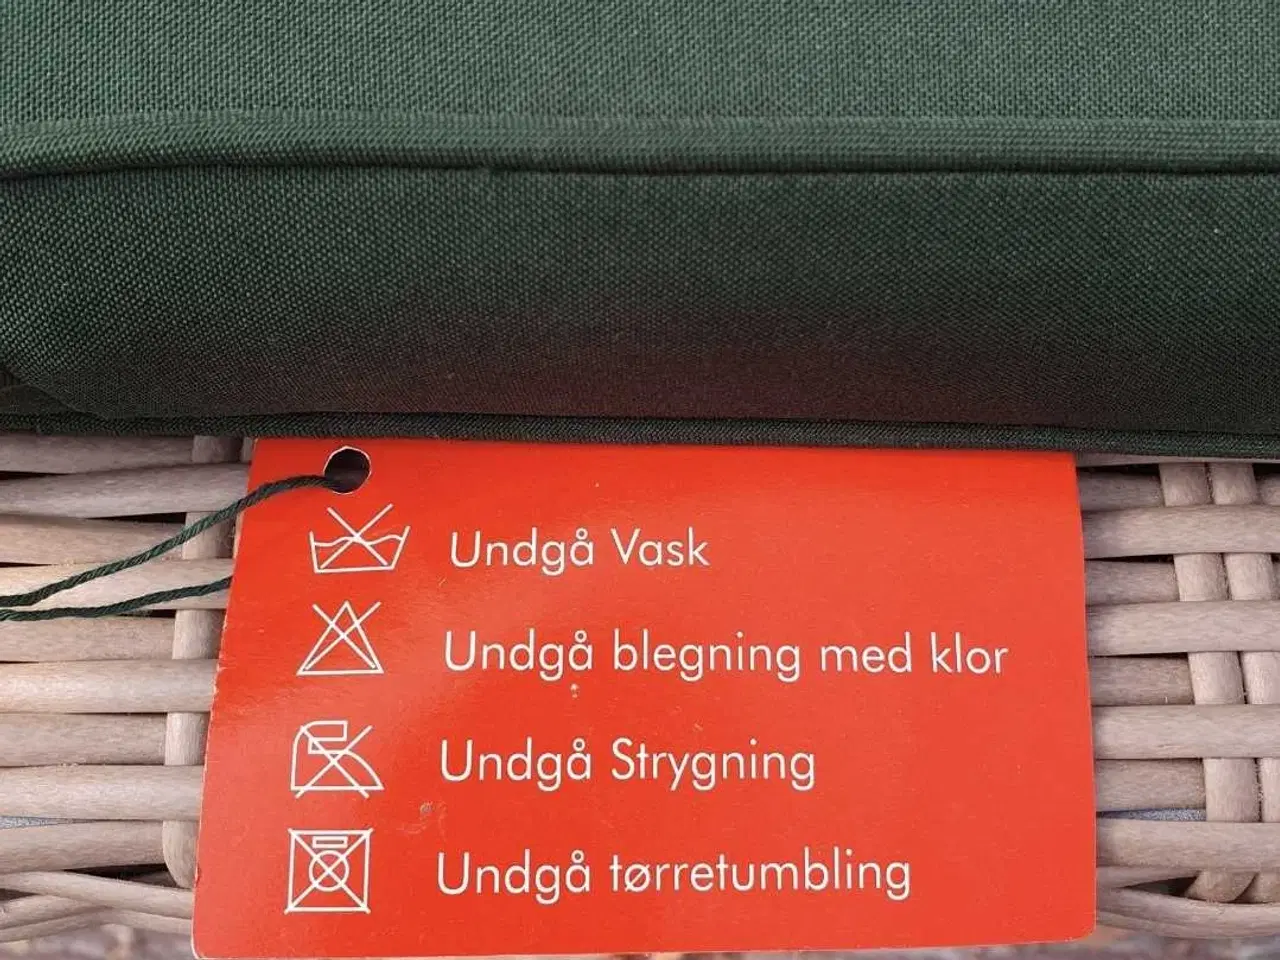 Undgå Vask
Undgå blegning med klor
Undgå Strygning
Undgå tørretumbling